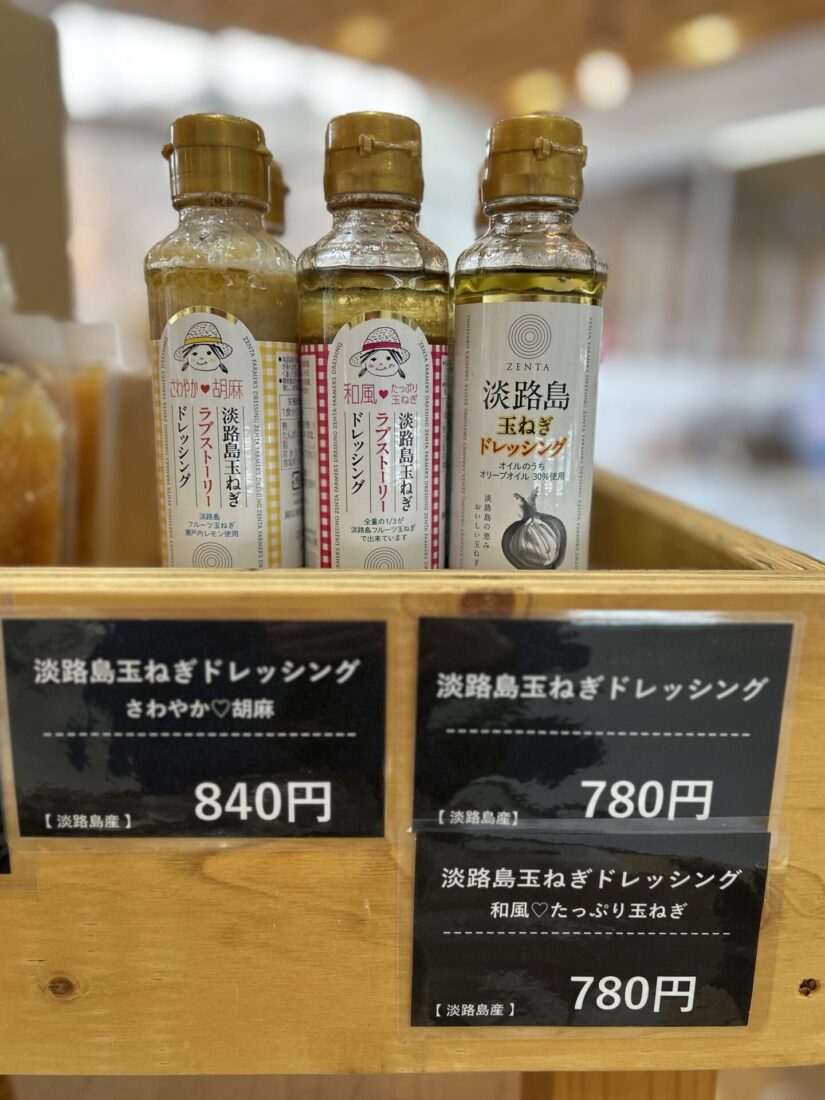 さわやか♥胡麻
淡路島玉ねぎ
ラブストーリー
ドレッシング
淡路島
フルーツ玉ねぎ
瀬戸内レモン使用
ZENTA FARMER'S DRESSING
和風♥たっぷり玉ねぎ
淡路島玉ねぎ
ラブストーリー
ドレッシング
全量の1/3が
淡路島フルーツ玉ねぎ
で出来ています
ZENTA FARMER'S DRESSING
ZENTA
淡路島
玉ねぎ
ドレッシング
オイルのうち
オリーブオイル 30%使用
淡路島の恵み
おいしい玉ねぎ
ZENTA FARMER'S DRESSING
淡路島玉ねぎドレッシング
さわやか♡胡麻
840円
【 淡路島産 】
淡路島玉ねぎドレッシング
780円
【 淡路島産】
淡路島玉ねぎドレッシング
和風♡たっぷり玉ねぎ
780円
【 淡路島産 】